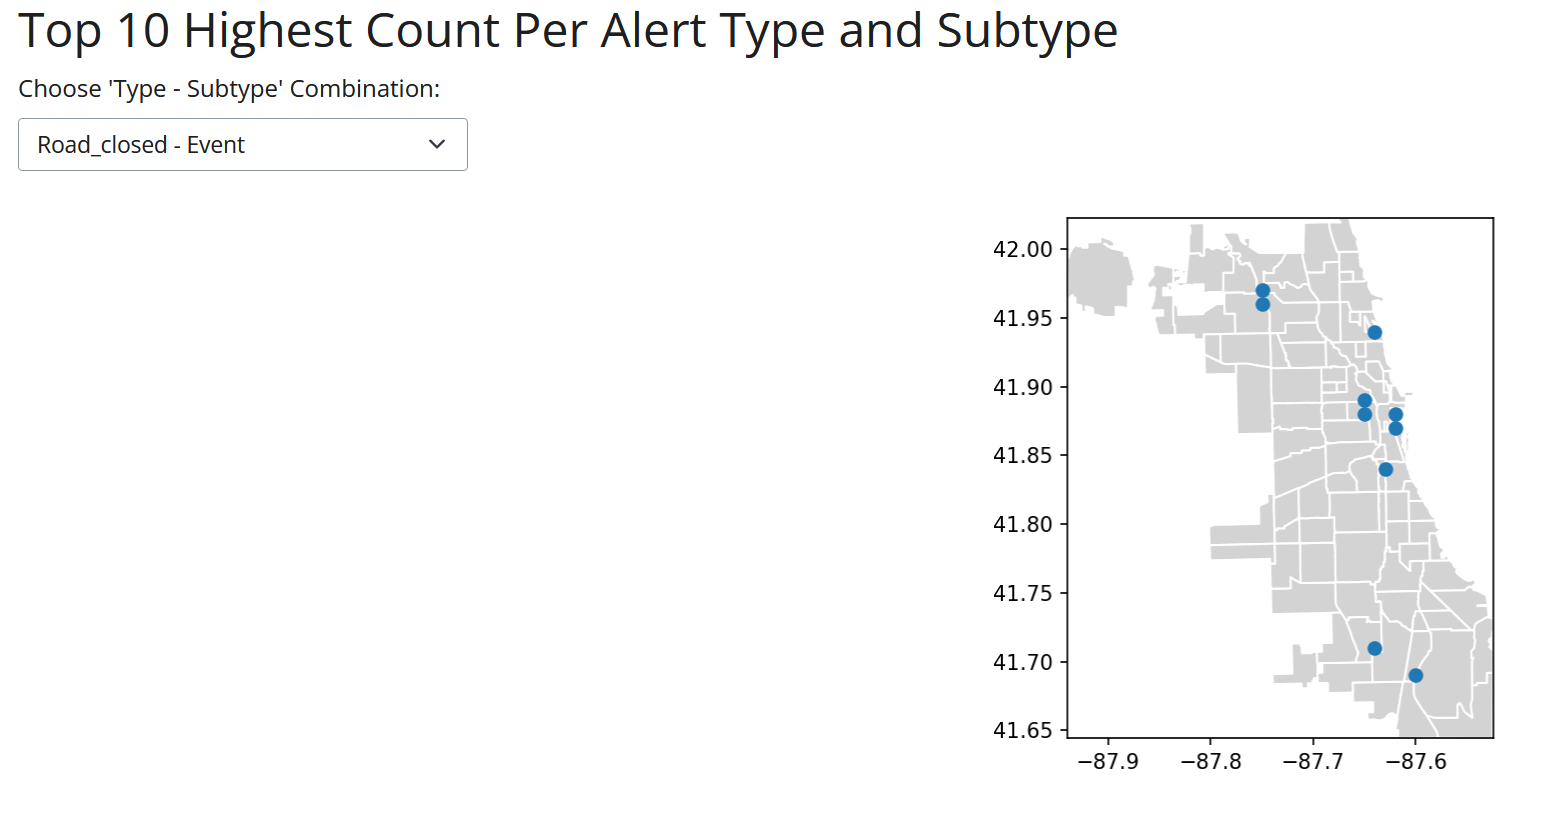 Top 10 Highest Count Per Alert Type and Subtype
Choose 'Type - Subtype' Combination:
Road_closed - Event
42.00
41.95
41.90
41.85
41.80
41.75
41.70
41.65
−87.9 −87.8 −87.7 −87.6